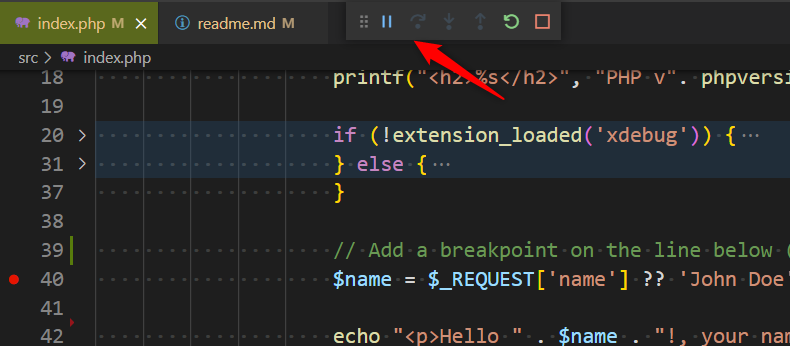 index.php M
readme.md M
src > index.php
18 printf("<h2>%s</h2>", "PHP v". phpversi
19
20 if (!extension_loaded('xdebug')) { ⋯
31 } else { ⋯
37 }
38
39 // Add a breakpoint on the line below (
40 $name = $_REQUEST['name'] ?? 'John Doe'
41
42 echo "<p>Hello " . $name . "!, your nam